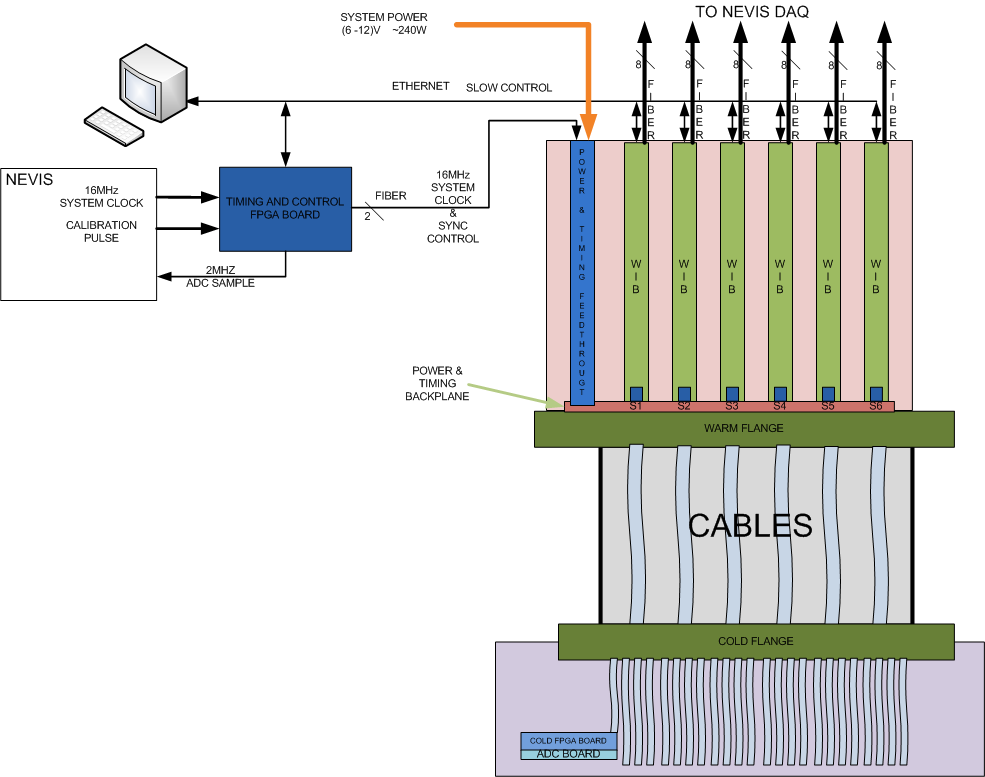 SYSTEM POWER
(6 -12)V ~240W
TO NEVIS DAQ
8
8
8
8
8
8
FIBER
FIBER
FIBER
FIBER
FIBER
FIBER
ETHERNET SLOW CONTROL
NEVIS
16MHz
SYSTEM CLOCK
CALIBRATION
PULSE
TIMING AND CONTROL
FPGA BOARD
FIBER
2
16MHz
SYSTEM
CLOCK
&
SYNC
CONTROL
2MHZ
ADC SAMPLE
POWER & TIMING FEEDTHROUGT
WIB
WIB
WIB
WIB
WIB
WIB
POWER &
TIMING
BACKPLANE
S1
S2
S3
S4
S5
S6
WARM FLANGE
CABLES
COLD FLANGE
COLD FPGA BOARD
ADC BOARD